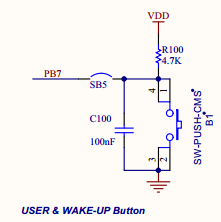 VDD
R100
4.7K
PB7
SB5
4
1
C100
100nF
3
2
SW-PUSH-CMS
B1
USER & WAKE-UP Button